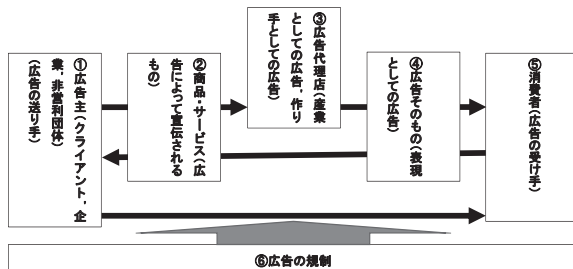 ①広告主（クライアント，企
業，非営利団体）
（広告の送り手）
②商品・サービス（広
告によって宣伝される
もの）
③広告代理店（産業
としての広告，作り
手としての広告）
④広告そのもの（表現
としての広告）
⑤消費者（広告の受け手）
⑥広告の規制